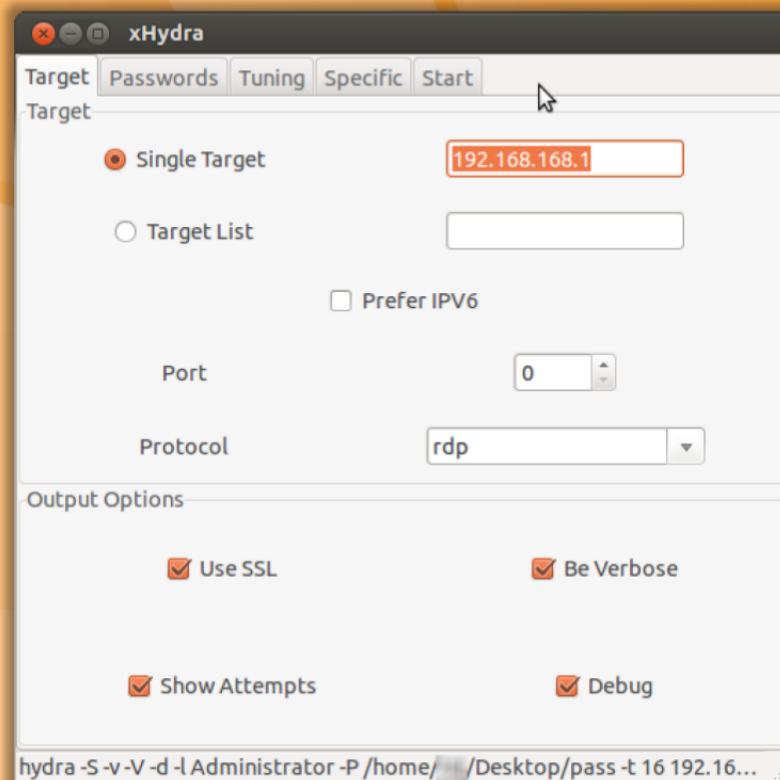 xHydra
Target Passwords Tuning Specific Start
Target
Single Target 192.168.168.1
Target List
Prefer IPV6
Port 0
Protocol rdp
Output Options
Use SSL Be Verbose
Show Attempts Debug
hydra -S -v -V -d -l Administrator -P /home/ /Desktop/pass -t 16 192.16...